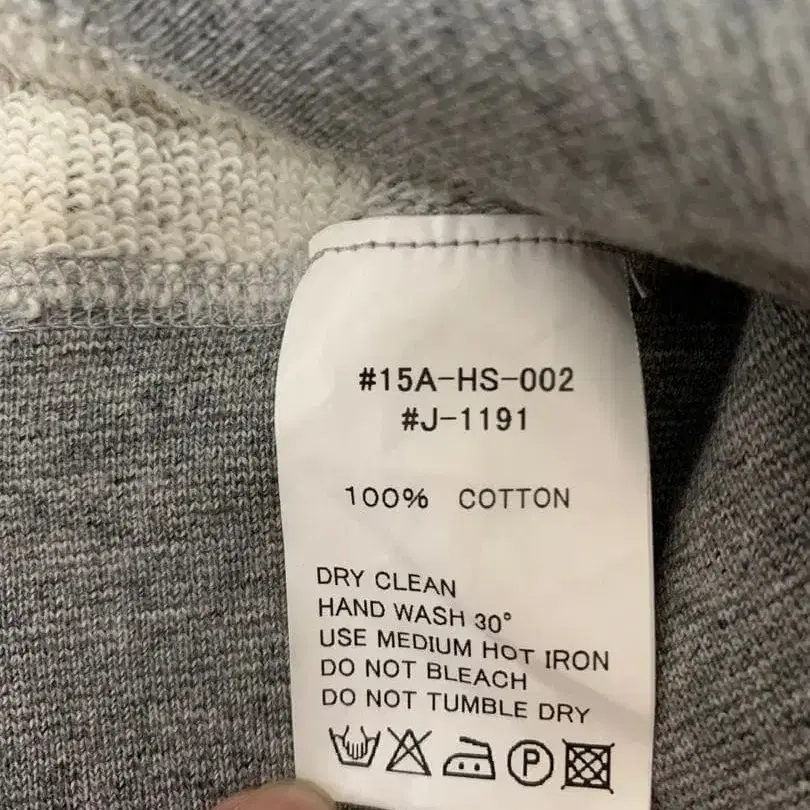 #15A-HS-002
#J-1191
100% COTTON
DRY CLEAN
HAND WASH 30°
USE MEDIUM HOT IRON
DO NOT BLEACH
DO NOT TUMBLE DRY
P